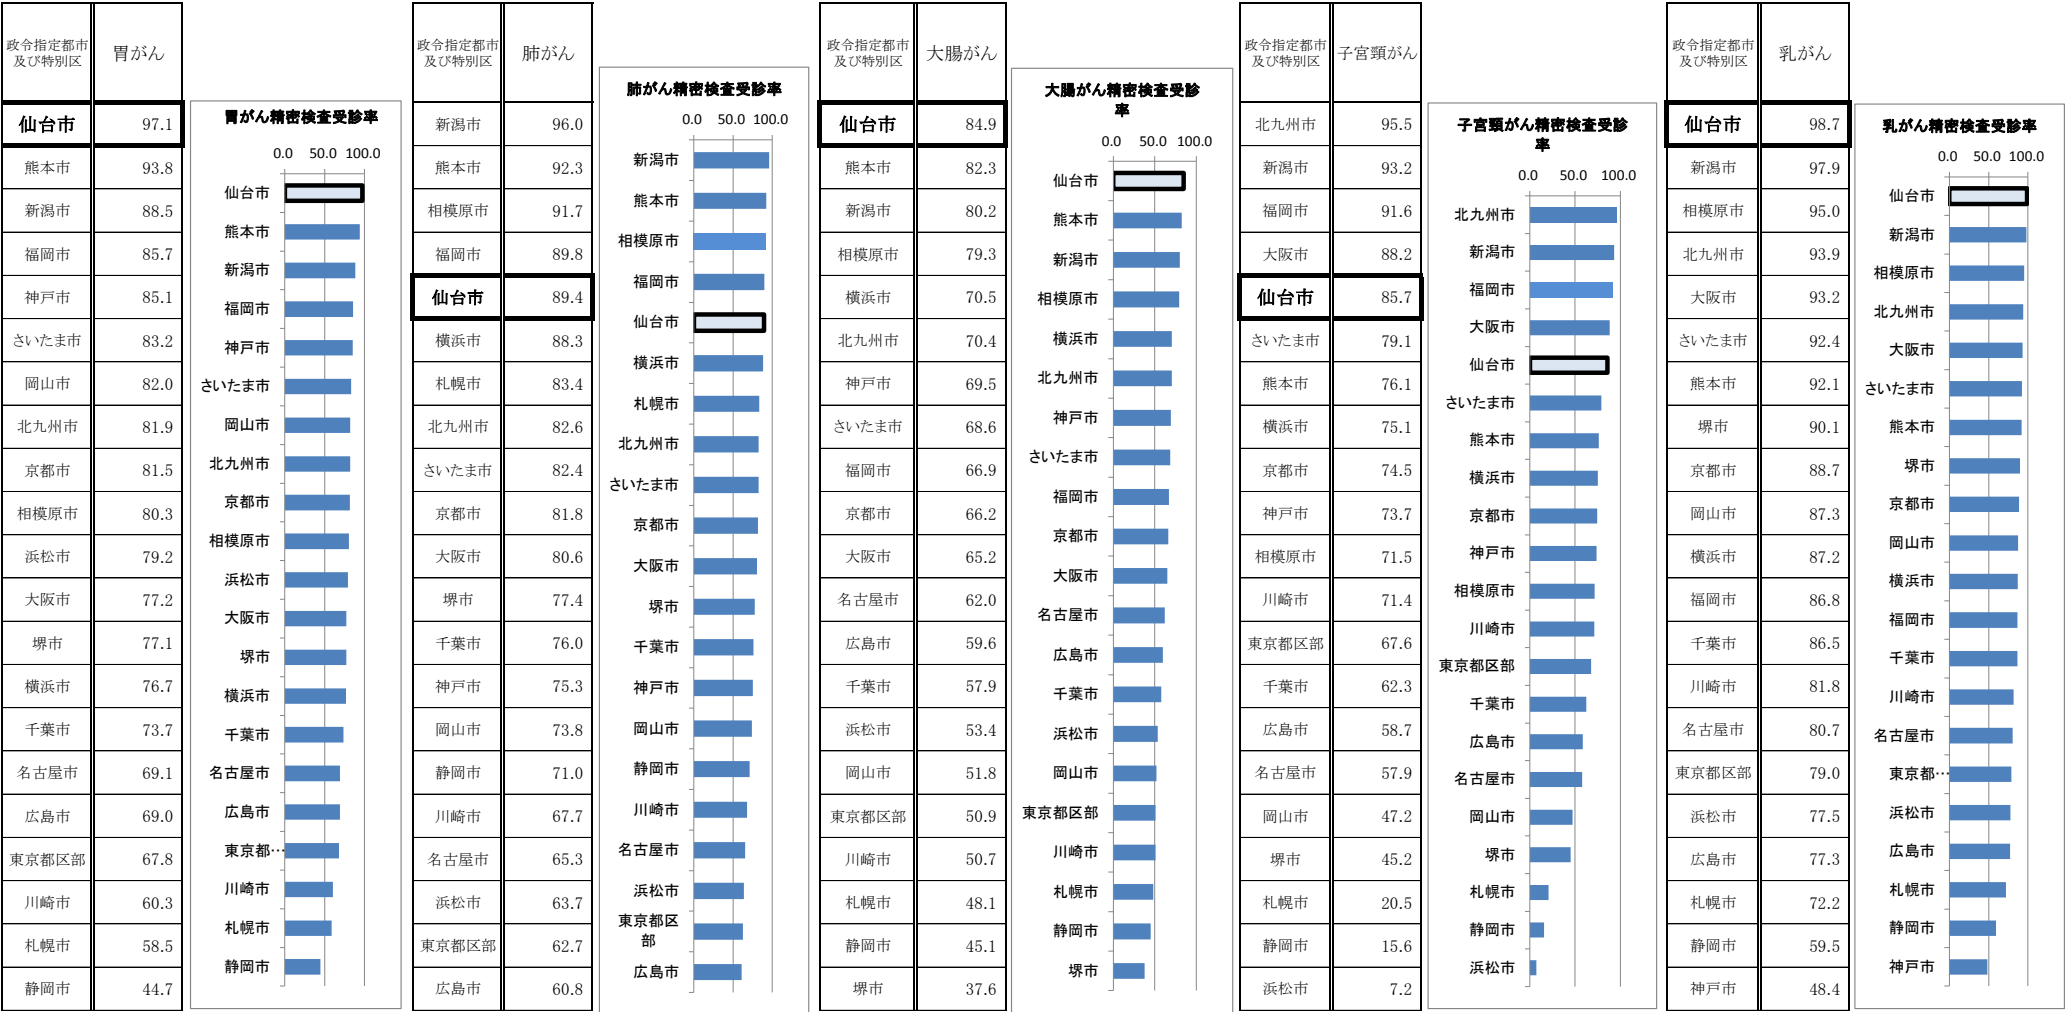 政令指定都市
及び特別区
胃がん
仙台市 97.1
熊本市 93.8
新潟市 88.5
福岡市 85.7
神戸市 85.1
さいたま市 83.2
岡山市 82.0
北九州市 81.9
京都市 81.5
相模原市 80.3
浜松市 79.2
大阪市 77.2
堺市 77.1
横浜市 76.7
千葉市 73.7
名古屋市 69.1
広島市 69.0
東京都区部 67.8
川崎市 60.3
札幌市 58.5
静岡市 44.7
胃がん精密検査受診率
0.0 50.0 100.0
仙台市
熊本市
新潟市
福岡市
神戸市
さいたま市
岡山市
北九州市
京都市
相模原市
浜松市
大阪市
堺市
横浜市
千葉市
名古屋市
広島市
東京都…
川崎市
札幌市
静岡市
政令指定都市
及び特別区
肺がん
新潟市 96.0
熊本市 92.3
相模原市 91.7
福岡市 89.8
仙台市 89.4
横浜市 88.3
札幌市 83.4
北九州市 82.6
さいたま市 82.4
京都市 81.8
大阪市 80.6
堺市 77.4
千葉市 76.0
神戸市 75.3
岡山市 73.8
静岡市 71.0
川崎市 67.7
名古屋市 65.3
浜松市 63.7
東京都区部 62.7
広島市 60.8
肺がん精密検査受診率
0.0 50.0 100.0
新潟市
熊本市
相模原市
福岡市
仙台市
横浜市
札幌市
北九州市
さいたま市
京都市
大阪市
堺市
千葉市
神戸市
岡山市
静岡市
川崎市
名古屋市
浜松市
東京都区
部
広島市
政令指定都市
及び特別区
大腸がん
仙台市 84.9
熊本市 82.3
新潟市 80.2
相模原市 79.3
横浜市 70.5
北九州市 70.4
神戸市 69.5
さいたま市 68.6
福岡市 66.9
京都市 66.2
大阪市 65.2
名古屋市 62.0
広島市 59.6
千葉市 57.9
浜松市 53.4
岡山市 51.8
東京都区部 50.9
川崎市 50.7
札幌市 48.1
静岡市 45.1
堺市 37.6
大腸がん精密検査受診
率
0.0 50.0 100.0
仙台市
熊本市
新潟市
相模原市
横浜市
北九州市
神戸市
さいたま市
福岡市
京都市
大阪市
名古屋市
広島市
千葉市
浜松市
岡山市
東京都区部
川崎市
札幌市
静岡市
堺市
政令指定都市
及び特別区
子宮頸がん
北九州市 95.5
新潟市 93.2
福岡市 91.6
大阪市 88.2
仙台市 85.7
さいたま市 79.1
熊本市 76.1
横浜市 75.1
京都市 74.5
神戸市 73.7
相模原市 71.5
川崎市 71.4
東京都区部 67.6
千葉市 62.3
広島市 58.7
名古屋市 57.9
岡山市 47.2
堺市 45.2
札幌市 20.5
静岡市 15.6
浜松市 7.2
子宮頸がん精密検査受診
率
0.0 50.0 100.0
北九州市
新潟市
福岡市
大阪市
仙台市
さいたま市
熊本市
横浜市
京都市
神戸市
相模原市
川崎市
東京都区部
千葉市
広島市
名古屋市
岡山市
堺市
札幌市
静岡市
浜松市
政令指定都市
及び特別区
乳がん
仙台市 98.7
新潟市 97.9
相模原市 95.0
北九州市 93.9
大阪市 93.2
さいたま市 92.4
熊本市 92.1
堺市 90.1
京都市 88.7
岡山市 87.3
横浜市 87.2
福岡市 86.8
千葉市 86.5
川崎市 81.8
名古屋市 80.7
東京都区部 79.0
浜松市 77.5
広島市 77.3
札幌市 72.2
静岡市 59.5
神戸市 48.4
乳がん精密検査受診率
0.0 50.0 100.0
仙台市
新潟市
相模原市
北九州市
大阪市
さいたま市
熊本市
堺市
京都市
岡山市
横浜市
福岡市
千葉市
川崎市
名古屋市
東京都…
浜松市
広島市
札幌市
静岡市
神戸市